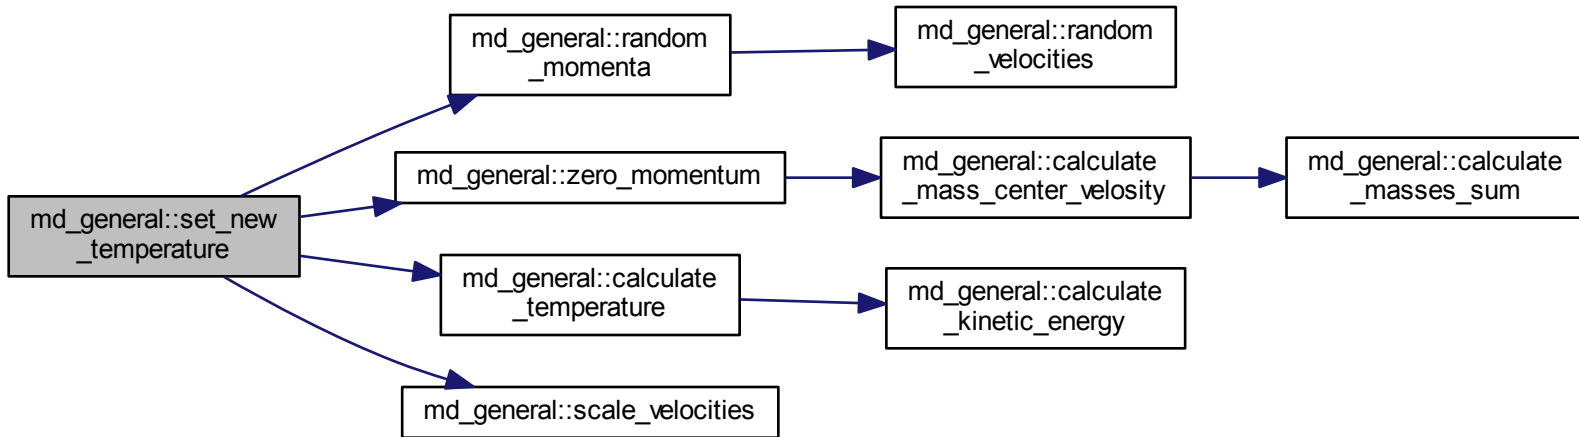 md_general::random
_momenta
md_general::random
_velocities
md_general::zero_momentum
md_general::calculate
_mass_center_velosity
md_general::calculate
_masses_sum
md_general::set_new
_temperature
md_general::calculate
_temperature
md_general::calculate
_kinetic_energy
md_general::scale_velocities